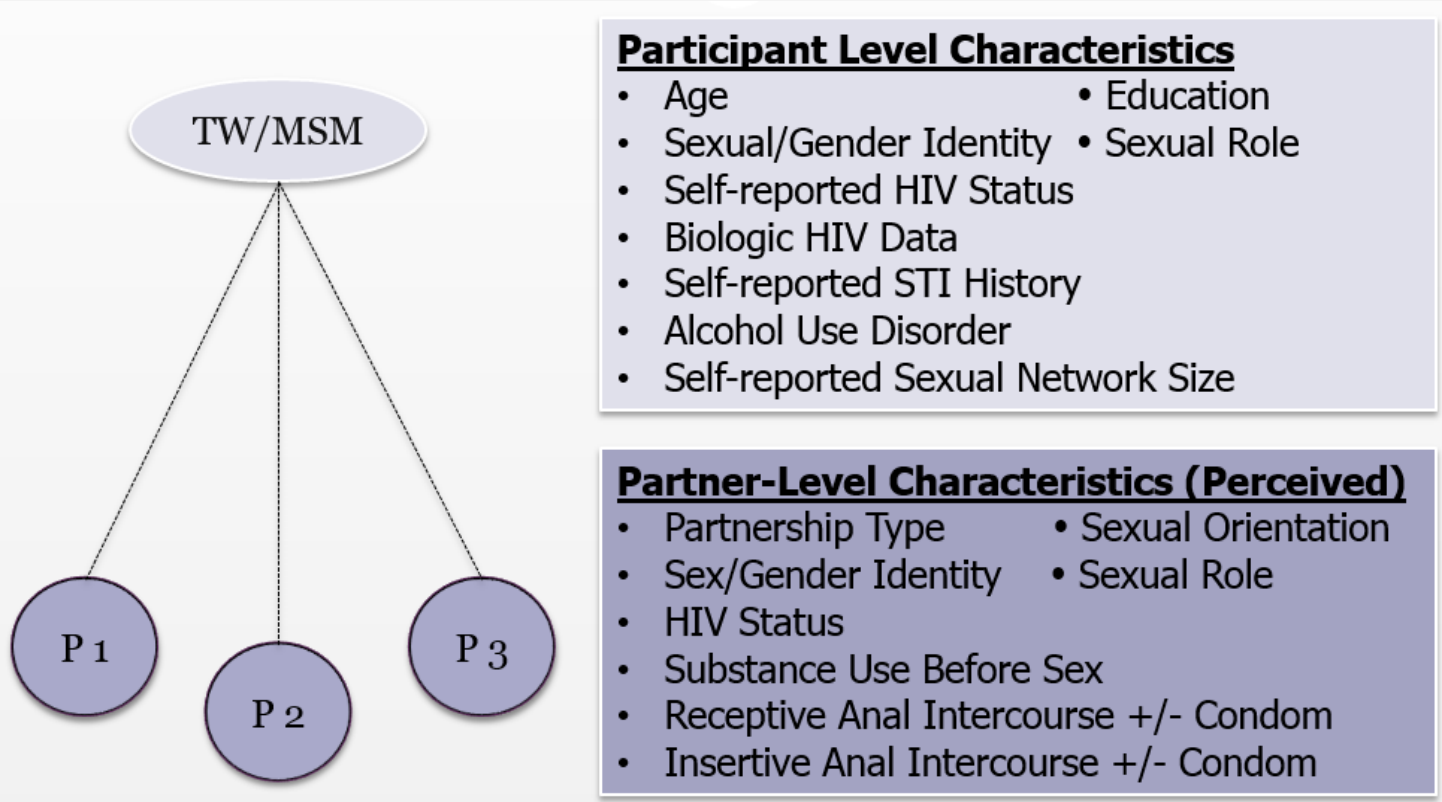 TW/MSM
P 1
P 2
P 3
Participant Level Characteristics
• Age • Education
• Sexual/Gender Identity • Sexual Role
• Self-reported HIV Status
• Biologic HIV Data
• Self-reported STI History
• Alcohol Use Disorder
• Self-reported Sexual Network Size
Partner-Level Characteristics (Perceived)
• Partnership Type • Sexual Orientation
• Sex/Gender Identity • Sexual Role
• HIV Status
• Substance Use Before Sex
• Receptive Anal Intercourse +/- Condom
• Insertive Anal Intercourse +/- Condom